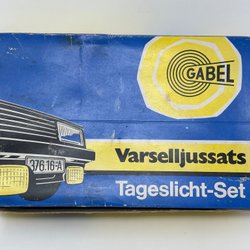 GABEL
Varselljussats
Tageslicht-Set
376.16-A